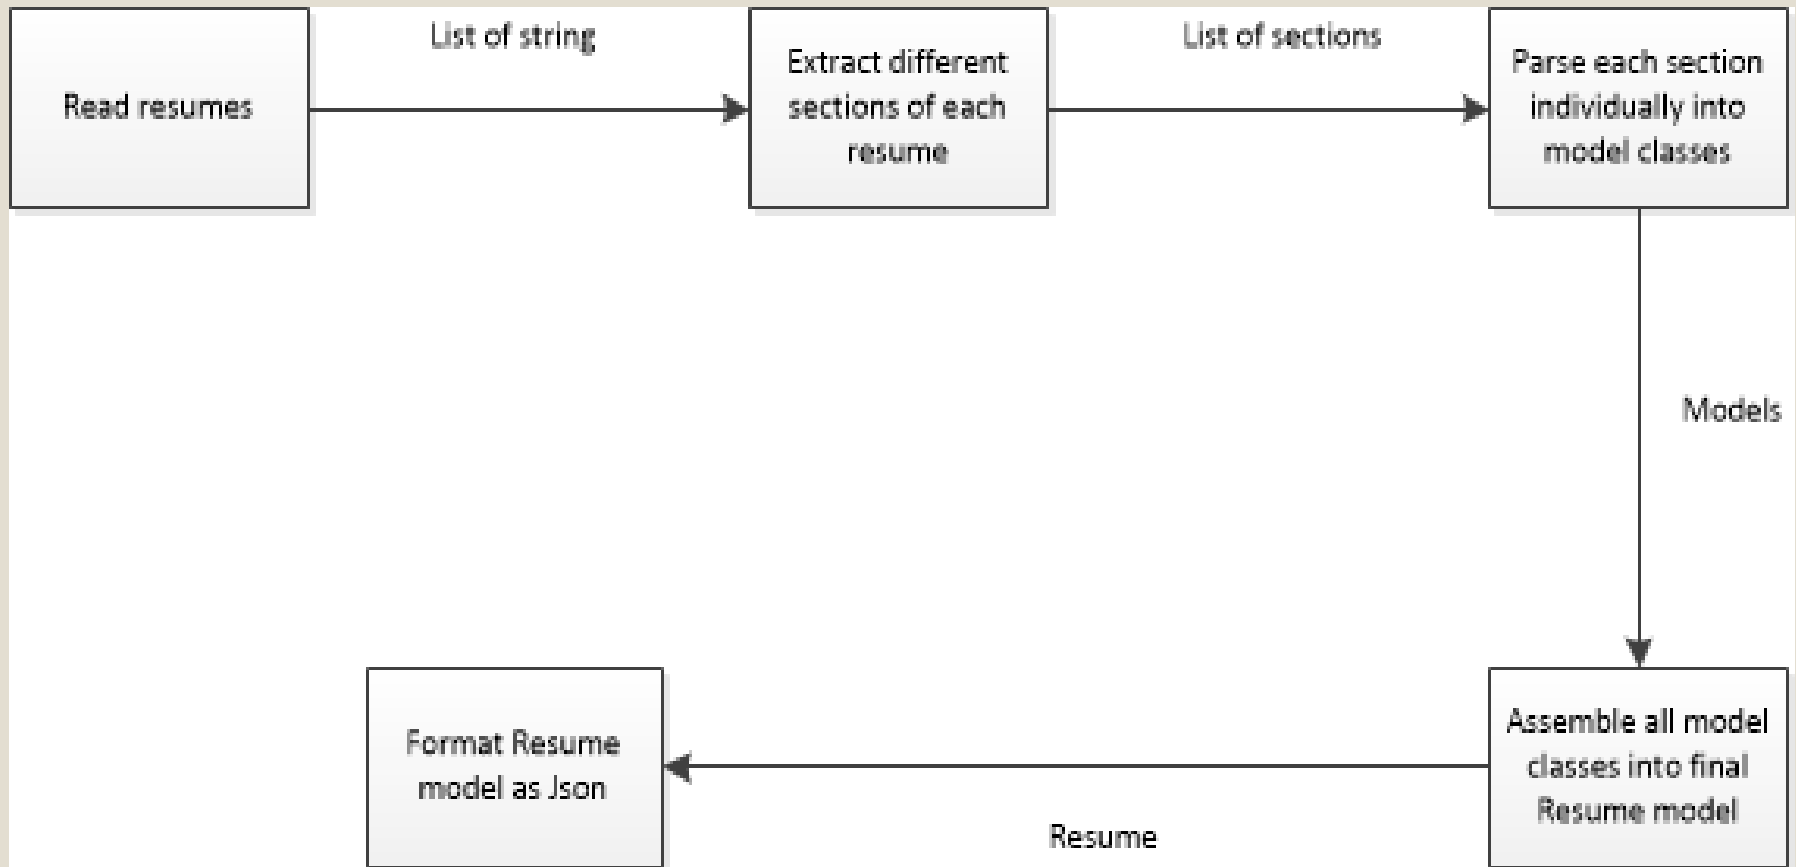 Read resumes
List of string
Extract different
sections of each
resume
List of sections
Parse each section
individually into
model classes
Models
Assemble all model
classes into final
Resume model
Resume
Format Resume
model as Json